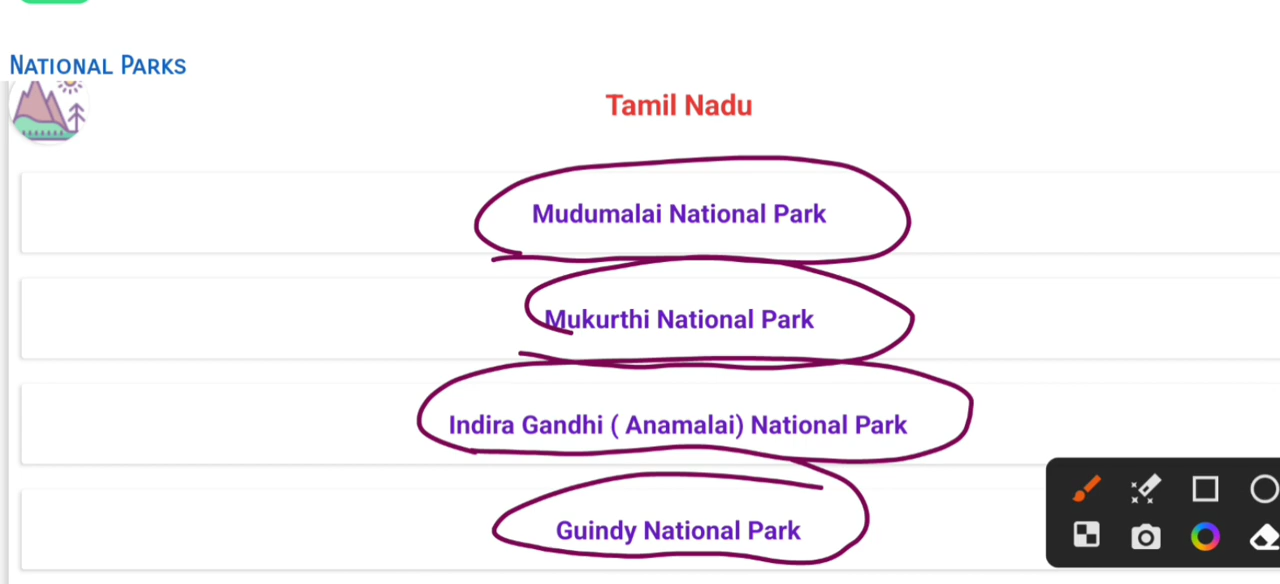 NATIONAL PARKS
Tamil Nadu
Mudumalai National Park
Mukurthi National Park
Indira Gandhi ( Anamalai) National Park
Guindy National Park